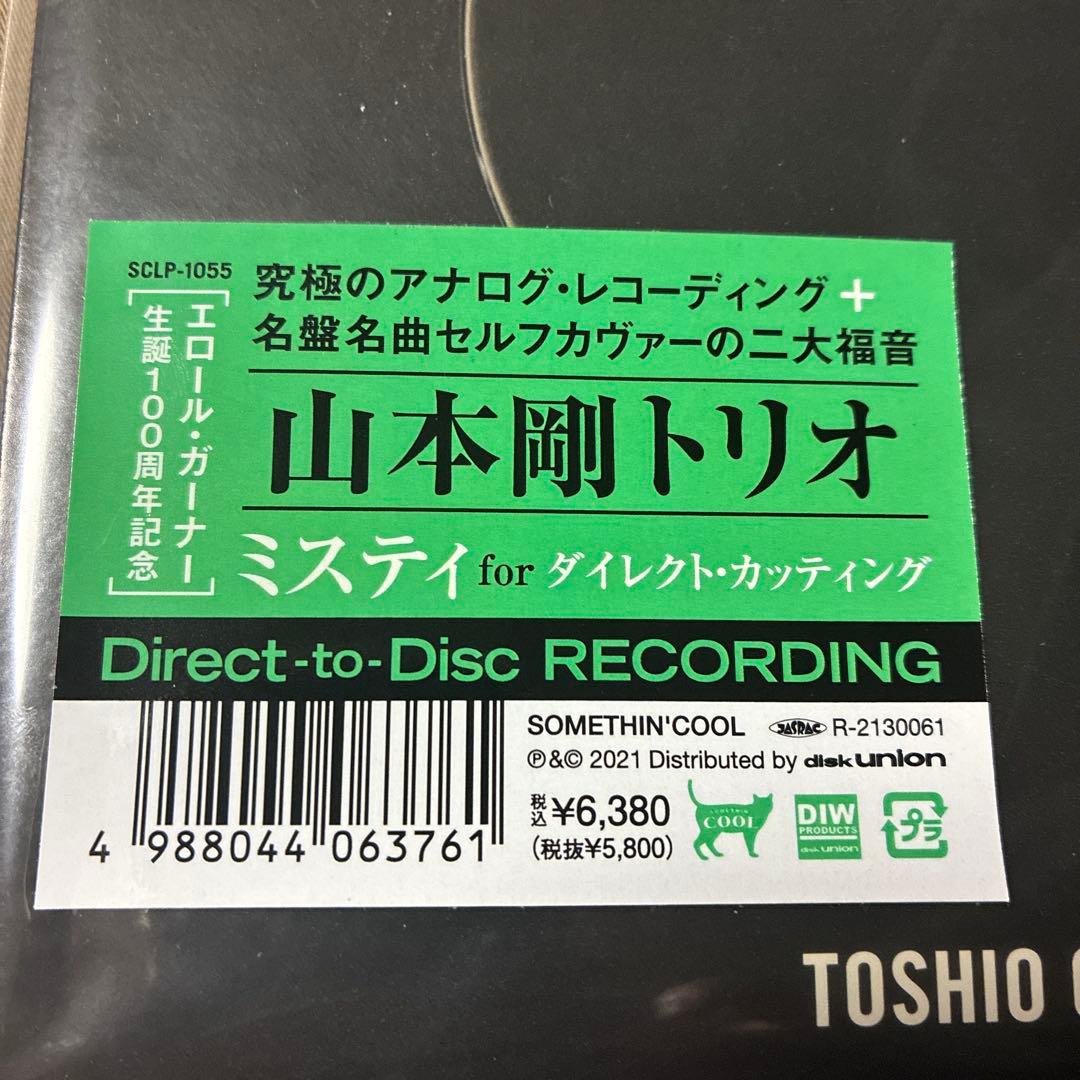 SCLP-1055
究極のアナログ・レコーディング+
名盤名曲セルフカヴァーの二大福音
[エロール・ガーナー
生誕100周年記念]
山本剛トリオ
ミスティ for ダイレクト・カッティング
Direct-to-Disc RECORDING
SOMETHIN'COOL JASRAC R-2130061
℗&© 2021 Distributed by diskunion
税込¥6,380
(税抜¥5,800)
SOMETHIN COOL
DIW PRODUCTS diskunion
プラ
4 988044 063761
TOSHIO